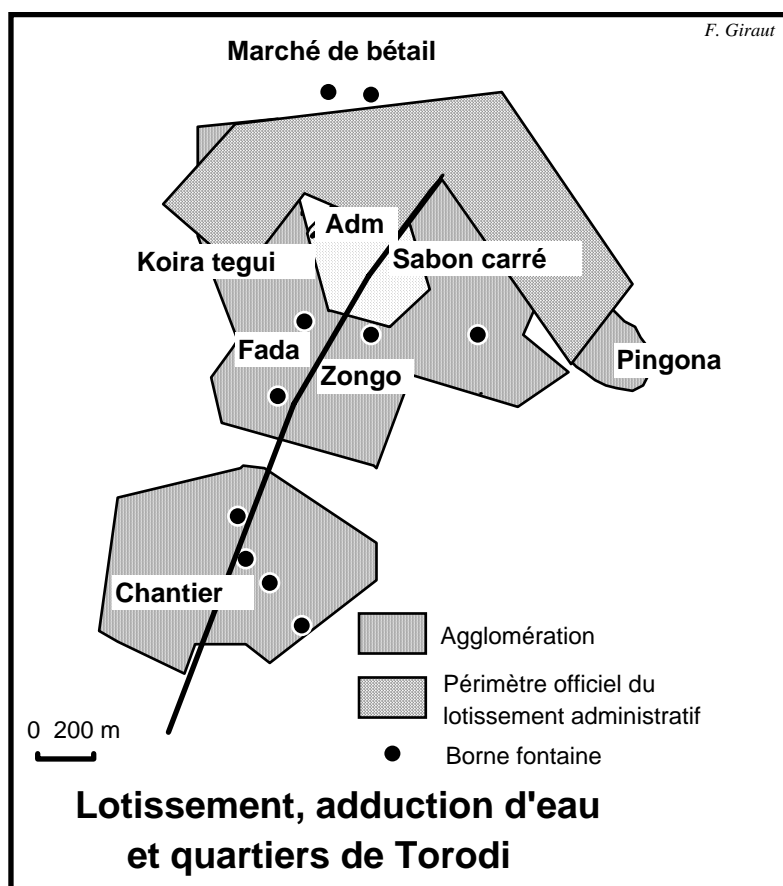 F. Giraut
Marché de bétail
Adm
Koira tegui
Sabon carré
Fada
Zongo
Pingona
Chantier
Agglomération
Périmètre officiel du
lotissement administratif
0 200 m
Borne fontaine
Lotissement, adduction d'eau
et quartiers de Torodi